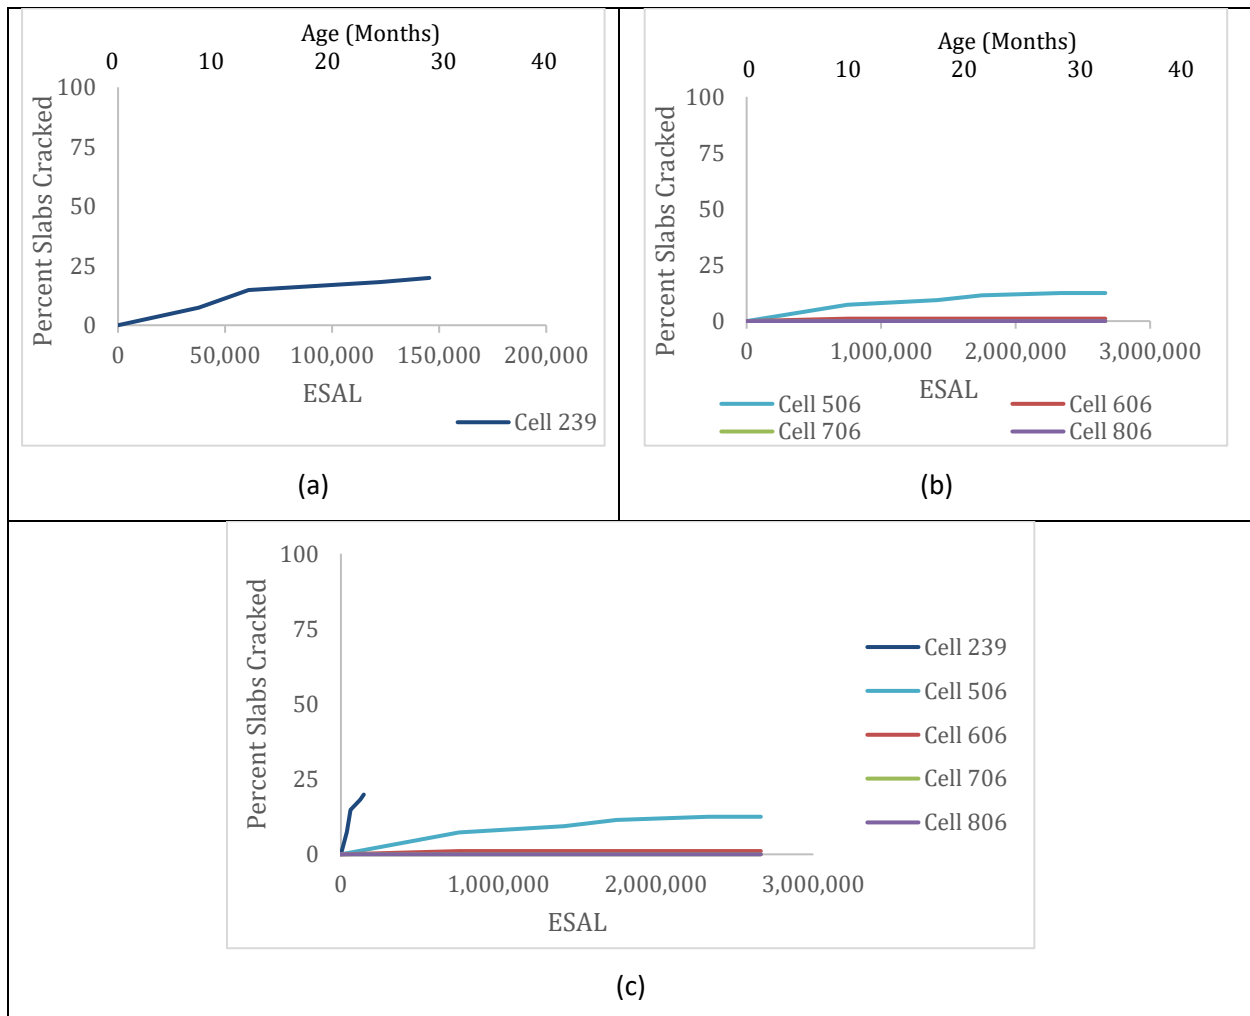 Age (Months)
0 10 20 30 40
Percent Slabs Cracked
100
75
50
25
0
0 50,000 100,000 150,000 200,000
ESAL
Cell 239
(a)
Age (Months)
0 10 20 30 40
Percent Slabs Cracked
100
75
50
25
0
0 1,000,000 2,000,000 3,000,000
ESAL
Cell 506 Cell 606
Cell 706 Cell 806
(b)
Percent Slabs Cracked
100
75
50
25
0
0 1,000,000 2,000,000 3,000,000
ESAL
Cell 239
Cell 506
Cell 606
Cell 706
Cell 806
(c)